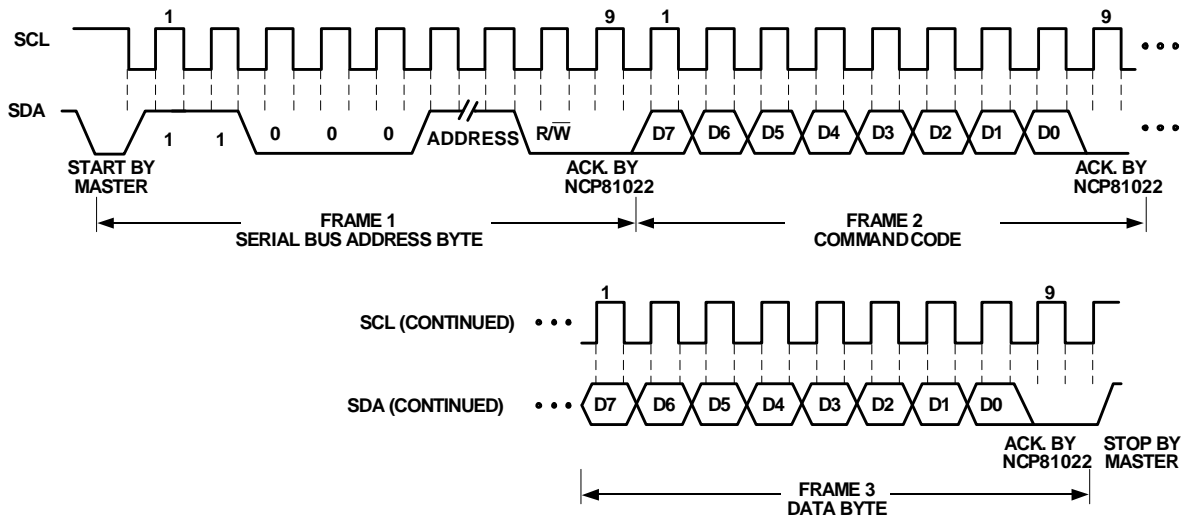 1 9 1 9
SCL
SDA
1 1 0 0 0 ADDRESS R/W̅ D7 D6 D5 D4 D3 D2 D1 D0
START BY MASTER
ACK. BY NCP81022
ACK. BY NCP81022
FRAME 1
SERIAL BUS ADDRESS BYTE
FRAME 2
COMMAND CODE
1 9
SCL (CONTINUED)
SDA (CONTINUED)
D7 D6 D5 D4 D3 D2 D1 D0
ACK. BY NCP81022
STOP BY MASTER
FRAME 3
DATA BYTE